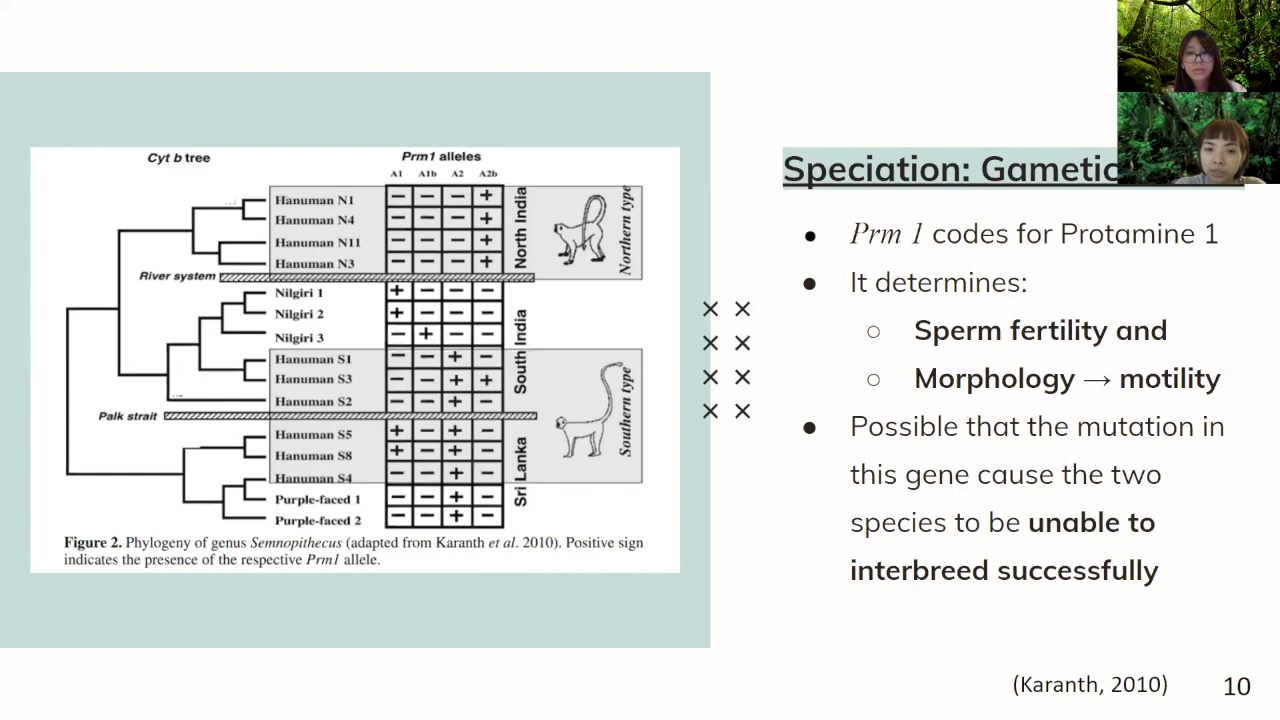 Cyt b tree
Prm1 alleles
A1 A1b A2 A2b
Hanuman N1 − − − +
Hanuman N4 − − − +
Hanuman N11 − − − +
Hanuman N3 − − − +
North India
Northern type
River system
Nilgiri 1 + − − −
Nilgiri 2 + − − −
Nilgiri 3 − + − −
Hanuman S1 − − + −
Hanuman S3 − − + +
Hanuman S2 − − + −
South India
Southern type
Palk strait
Hanuman S5 + − + −
Hanuman S8 + − + −
Hanuman S4 − − + −
Purple-faced 1 − − + −
Purple-faced 2 − − + −
Sri Lanka
Figure 2. Phylogeny of genus Semnopithecus (adapted from Karanth et al. 2010). Positive sign
indicates the presence of the respective Prm1 allele.
Speciation: Gametic
● Prm 1 codes for Protamine 1
● It determines:
○ Sperm fertility and
○ Morphology → motility
● Possible that the mutation in
this gene cause the two
species to be unable to
interbreed successfully
(Karanth, 2010)
10